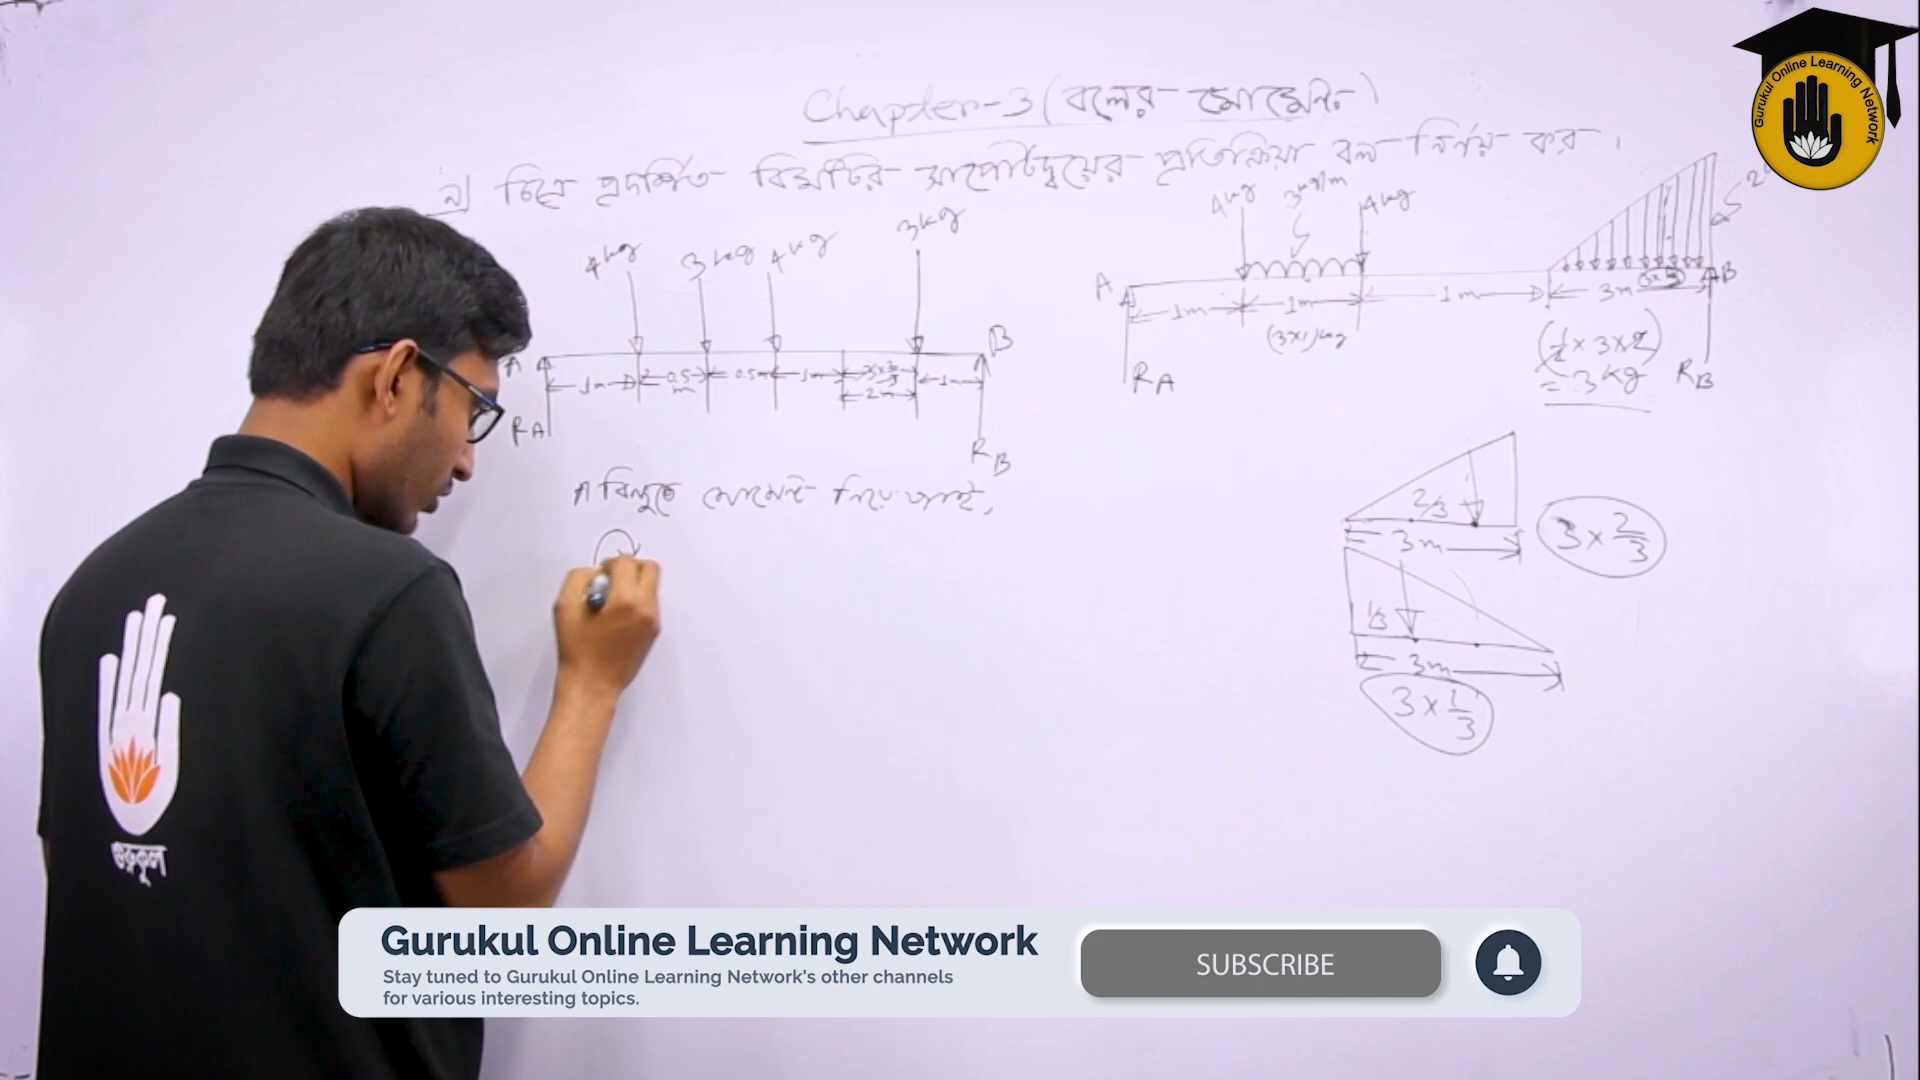 Chapter-3 (বলের মোমেন্ট)
১) চিত্রে প্রদর্শিত বিমটির সাপোর্টদ্বয়ের প্রতিক্রিয়া বল নির্ণয় কর।
4kg 3kg 4kg 3kg
A B
1m 0.5m 0.5m 1m 2m 1m
RA RB
A বিন্দুতে মোমেন্ট নিয়ে পাই,
4kg 3kg/m 4kg
A B
1m 1m 1m 3m
(3x1)kg
(½ x 3 x 2)
= 3kg
RA RB
2/3
3m
3 x 2/3
1/3
3m
3 x 1/3
Gurukul Online Learning Network
গুরুকুল
Gurukul Online Learning Network
Stay tuned to Gurukul Online Learning Network's other channels
for various interesting topics.
SUBSCRIBE